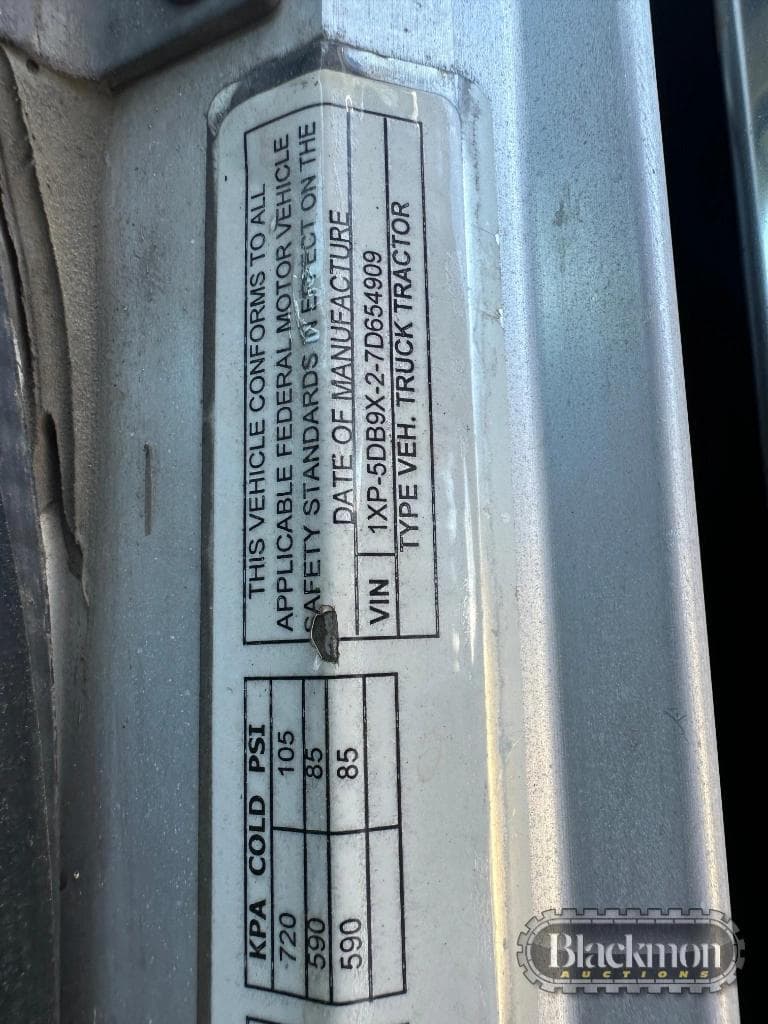 KPA COLD PSI
720 105
590 85
590 85
THIS VEHICLE CONFORMS TO ALL
APPLICABLE FEDERAL MOTOR VEHICLE
SAFETY STANDARDS IN EFFECT ON THE
DATE OF MANUFACTURE
VIN 1XP-5DB9X-2-7D654909
TYPE VEH. TRUCK TRACTOR
Blackmon
AUCTIONS